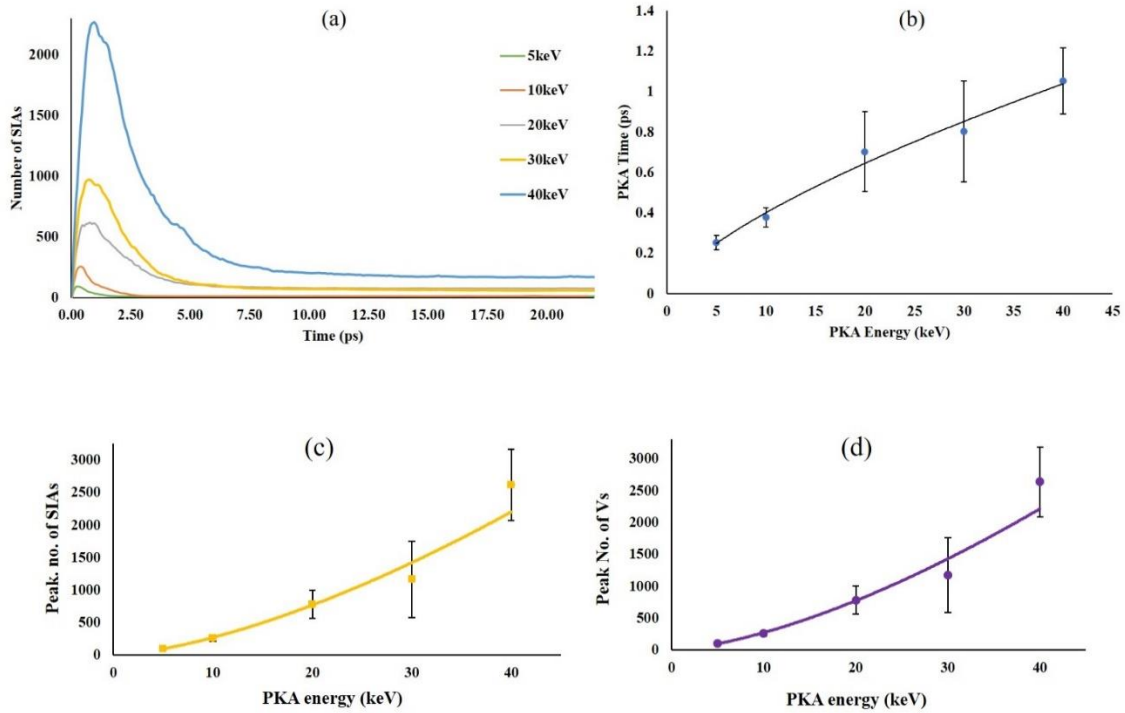 (a)
Number of SIAs
2000
1500
1000
500
0
0.00 2.50 5.00 7.50 10.00 12.50 15.00 17.50 20.00
Time (ps)
5keV
10keV
20keV
30keV
40keV
(b)
PKA Time (ps)
1.4
1.2
1
0.8
0.6
0.4
0.2
0
0 5 10 15 20 25 30 35 40 45
PKA Energy (keV)
(c)
Peak. no. of SIAs
3000
2500
2000
1500
1000
500
0
0 10 20 30 40
PKA energy (keV)
(d)
Peak No. of Vs
3000
2500
2000
1500
1000
500
0
0 10 20 30 40
PKA energy (keV)